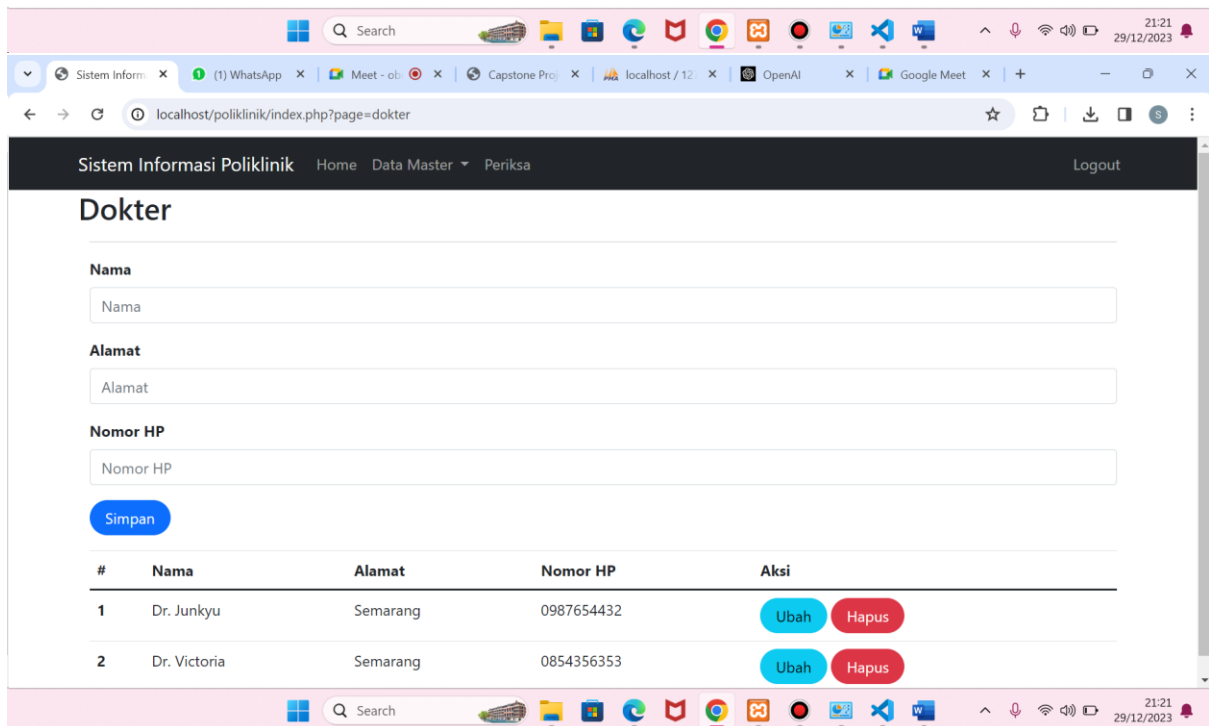 Search
21:21
29/12/2023
Sistem Inform
(1) WhatsApp
Meet - ob
Capstone Proj
localhost / 12
OpenAI
Google Meet
localhost/poliklinik/index.php?page=dokter
S
Sistem Informasi Poliklinik Home Data Master Periksa Logout
Dokter
Nama
Nama
Alamat
Alamat
Nomor HP
Nomor HP
Simpan
# Nama Alamat Nomor HP Aksi
1 Dr. Junkyu Semarang 0987654432 Ubah Hapus
2 Dr. Victoria Semarang 0854356353 Ubah Hapus
Search
21:21
29/12/2023